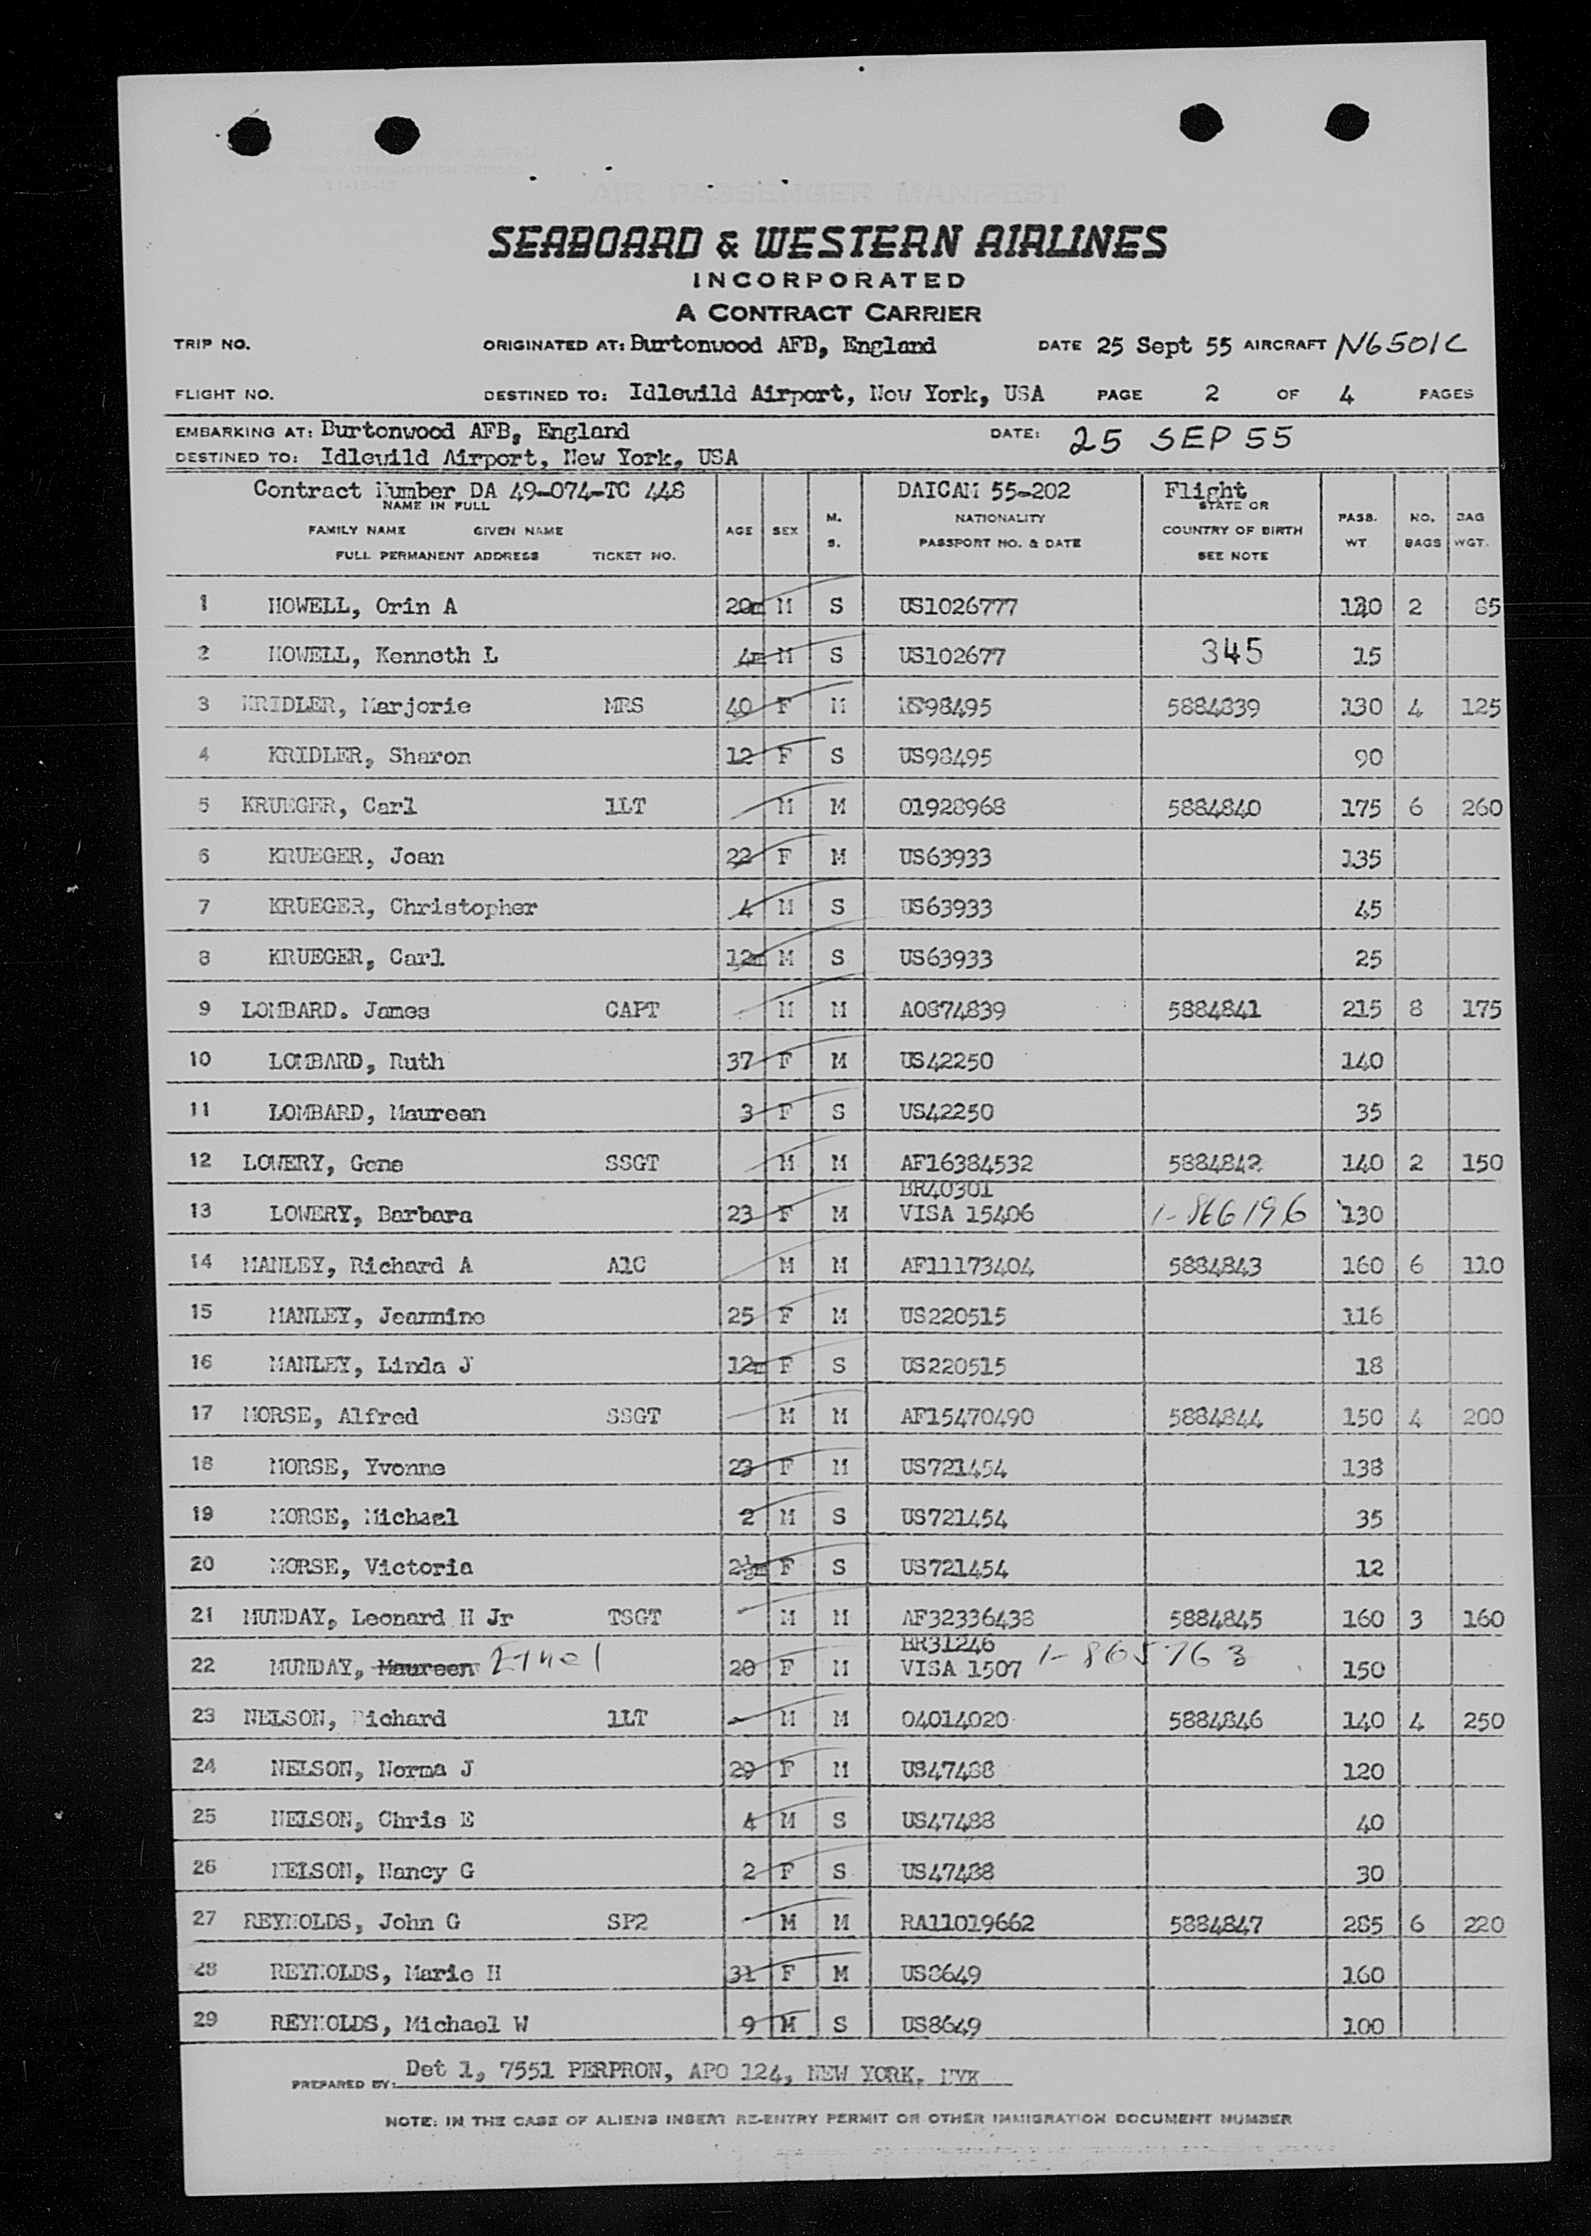 SEABOARD & WESTERN AIRLINES
INCORPORATED
A CONTRACT CARRIER
TRIP NO. ORIGINATED AT: Burtonwood AFB, England DATE 25 Sept 55 AIRCRAFT N6501C
FLIGHT NO. DESTINED TO: Idlewild Airport, New York, USA PAGE 2 OF 4 PAGES
EMBARKING AT: Burtonwood AFB, England DATE: 25 SEP 55
DESTINED TO: Idlewild Airport, New York, USA
Contract Number DA 49-074-TC 448 DAICAM 55-202 Flight
NAME IN FULL STATE OR
FAMILY NAME GIVEN NAME AGE SEX M. NATIONALITY COUNTRY OF BIRTH PASS. NO. BAG
FULL PERMANENT ADDRESS TICKET NO. S. PASSPORT NO. & DATE SEE NOTE WT BAGS WGT.
1 HOWELL, Orin A 20m M S US1026777 2 85
2 HOWELL, Kenneth L 4m M S US102677 345 15
3 KRIDLER, Marjorie MRS 40 F M 98495 5884839 130 4 125
4 KRIDLER, Sharon 12 F S US98495 90
5 KRUEGER, Carl 1LT M M 01928968 5884840 175 6 260
6 KRUEGER, Joan 22 F M US63933 135
7 KRUEGER, Christopher 4 M S US63933 45
8 KRUEGER, Carl 12m M S US63933 25
9 LOMBARD. James CAPT M M AO874839 5884841 215 8 175
10 LOMBARD, Ruth 37 F M US42250 140
11 LOMBARD, Maureen 3 F S US42250 35
12 LOWERY, Gene SSGT M M AF16384532 5884842 140 2 150
BR40301
13 LOWERY, Barbara 23 F M VISA 15406 1-866196 130
14 MANLEY, Richard A A1C M M AF11173404 5884843 160 6 110
15 MANLEY, Jeannine 25 F M US220515 116
16 MANLEY, Linda J 12m F S US220515 18
17 MORSE, Alfred SSGT M M AF15470490 5884844 150 4 200
18 MORSE, Yvonne 23 F M US721454 138
19 MORSE, Michael 2 M S US721454 35
20 MORSE, Victoria F S US721454 12
21 MUNDAY, Leonard H Jr TSGT M M AF32336438 5884845 160 3 160
BR31246
22 MUNDAY, Maureen Ethel 20 F M VISA 1507 1-865763 150
23 NELSON, Richard 1LT M M 04014020 5884846 140 4 250
24 NELSON, Norma J 29 F M US47488 120
25 NELSON, Chris E 4 M S US47488 40
26 NELSON, Nancy G 2 F S US47488 30
27 REYNOLDS, John G SP2 M M RA11019662 5884847 285 6 220
28 REYNOLDS, Marie H 31 F M US8649 160
29 REYNOLDS, Michael W 9 M S US8649 100
PREPARED BY: Det 1, 7551 PERPRON, APO 124, NEW YORK, NYK
NOTE: IN THE CASE OF ALIENS INSERT RE-ENTRY PERMIT OR OTHER IMMIGRATION DOCUMENT NUMBER